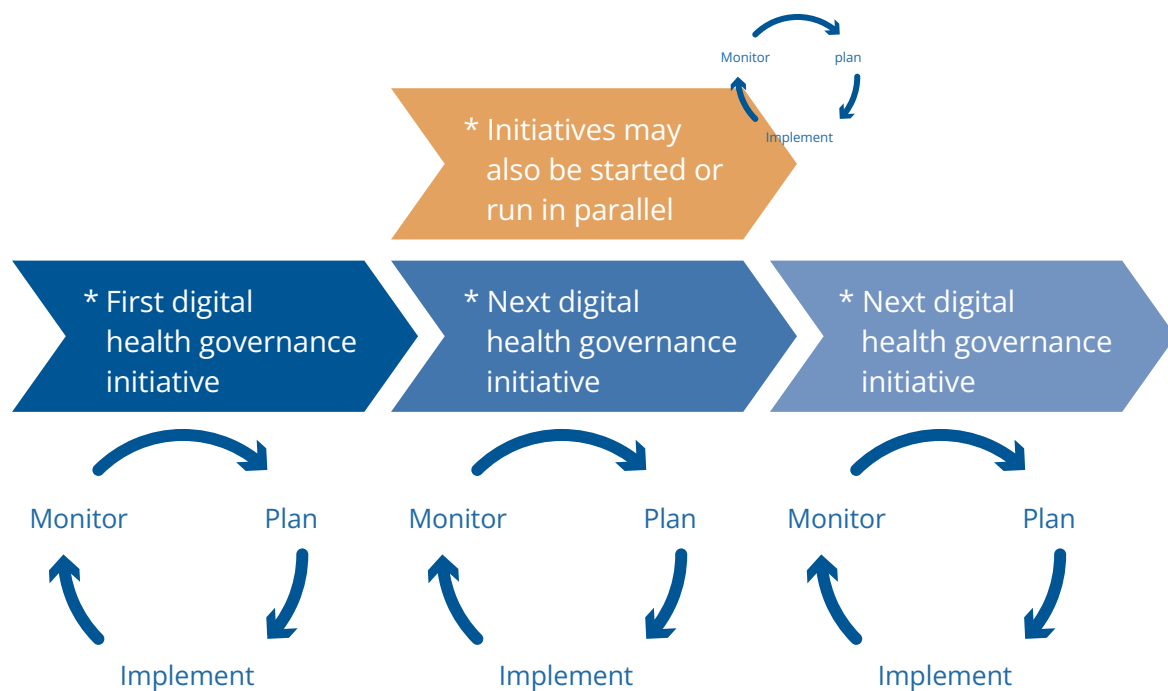 Monitor
plan
Implement
* Initiatives may
also be started or
run in parallel
* First digital
health governance
initiative
* Next digital
health governance
initiative
* Next digital
health governance
initiative
Monitor
Plan
Implement
Monitor
Plan
Implement
Monitor
Plan
Implement